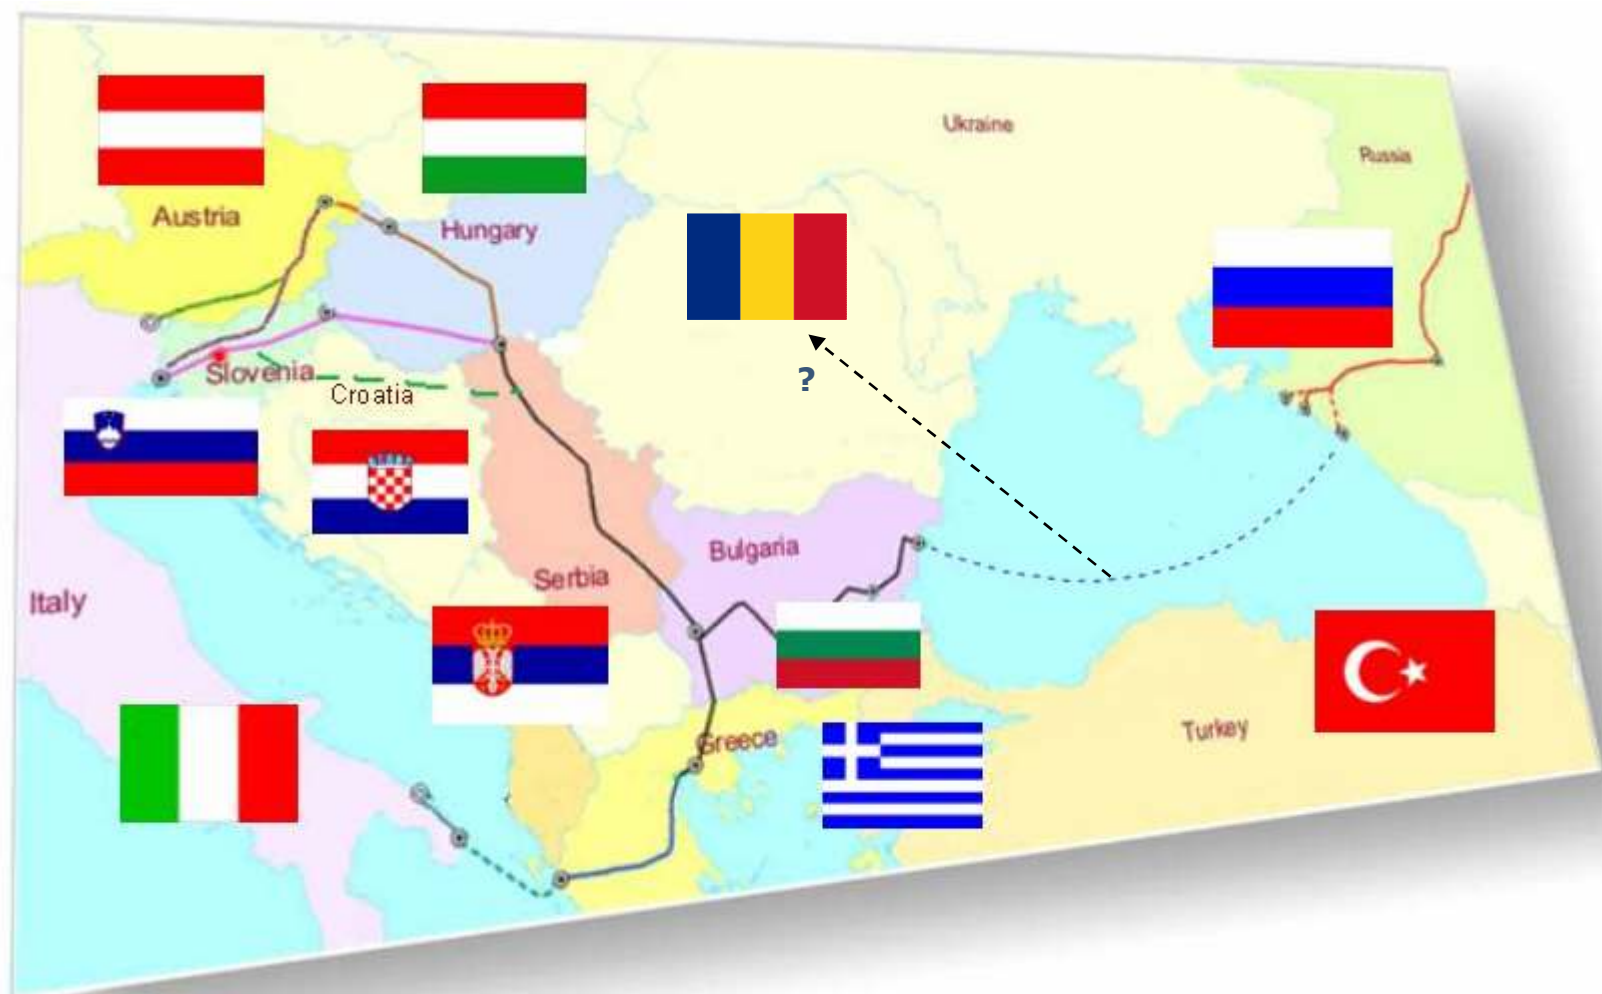 Ukraine
Russia
Austria
Hungary
?
Slovenia
Croatia
Bulgaria
Serbia
Italy
Greece
Turkey